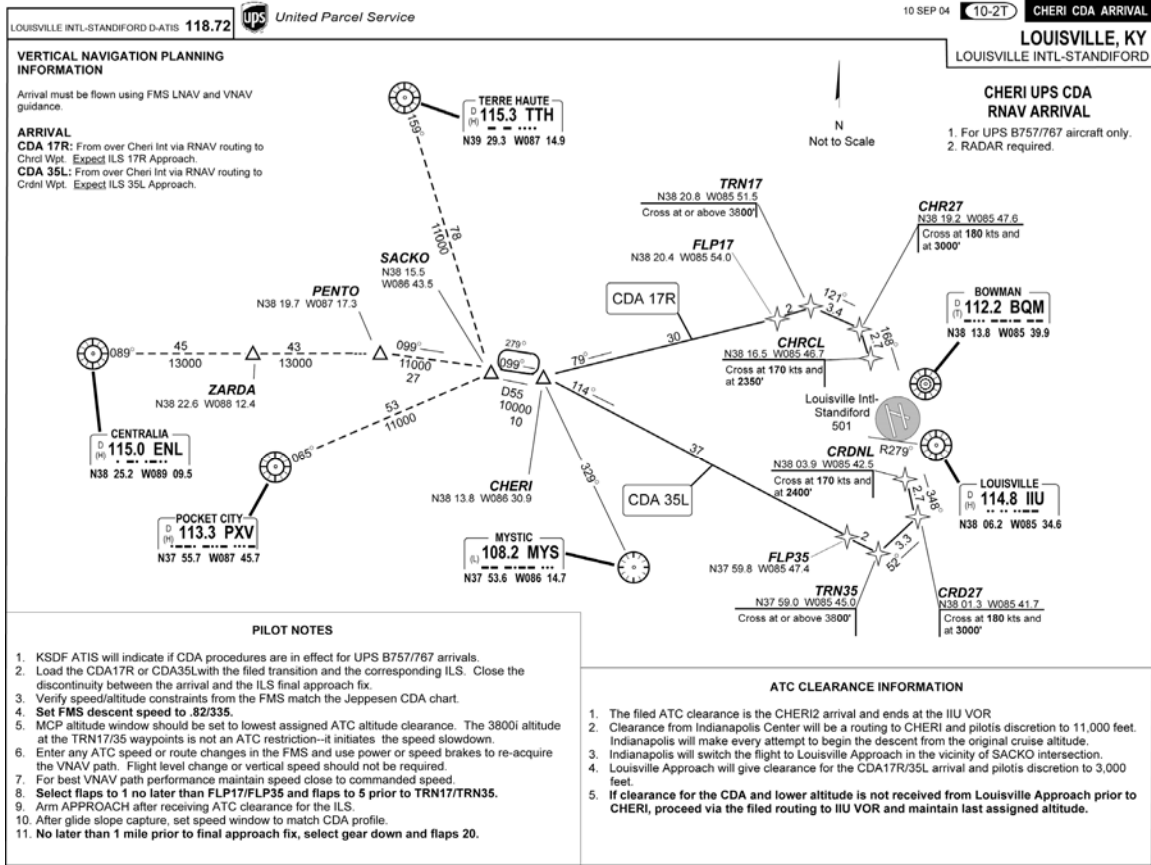 LOUISVILLE INTL-STANDIFORD D-ATIS 118.72
ups United Parcel Service
10 SEP 04 10-2T CHERI CDA ARRIVAL
LOUISVILLE, KY
LOUISVILLE INTL-STANDIFORD
VERTICAL NAVIGATION PLANNING
INFORMATION
Arrival must be flown using FMS LNAV and VNAV
guidance.
ARRIVAL
CDA 17R: From over Cheri Int via RNAV routing to
Chrcl Wpt. Expect ILS 17R Approach.
CDA 35L: From over Cheri Int via RNAV routing to
Crdnl Wpt. Expect ILS 35L Approach.
CHERI UPS CDA
RNAV ARRIVAL
1. For UPS B757/767 aircraft only.
2. RADAR required.
N
Not to Scale
TERRE HAUTE
D
(H) 115.3 TTH
N39 29.3 W087 14.9
159°
78
11000
TRN17
N38 20.8 W085 51.5
Cross at or above 3800'
CHR27
N38 19.2 W085 47.6
Cross at 180 kts and
at 3000'
FLP17
N38 20.4 W085 54.0
SACKO
N38 15.5
W086 43.5
PENTO
N38 19.7 W087 17.3
CDA 17R
2
121°
3.4
168°
2.7
BOWMAN
D
(T) 112.2 BQM
N38 13.8 W085 39.9
089°
45
13000
43
13000
099°
11000
27
279°
099°
D55
10000
10
79°
30
114°
37
CHRCL
N38 16.5 W085 46.7
Cross at 170 kts and
at 2350'
ZARDA
N38 22.6 W088 12.4
53
11000
065°
Louisville Intl-
Standiford
501
R279°
CENTRALIA
D
(H) 115.0 ENL
N38 25.2 W089 09.5
CHERI
N38 13.8 W086 30.9
329°
CDA 35L
CRDNL
N38 03.9 W085 42.5
Cross at 170 kts and
at 2400'
348°
2.7
LOUISVILLE
D
(H) 114.8 IIU
N38 06.2 W085 34.6
POCKET CITY
D
(H) 113.3 PXV
N37 55.7 W087 45.7
MYSTIC
(L) 108.2 MYS
N37 53.6 W086 14.7
FLP35
N37 59.8 W085 47.4
2
3.3
52°
TRN35
N37 59.0 W085 45.0
Cross at or above 3800'
CRD27
N38 01.3 W085 41.7
Cross at 180 kts and
at 3000'
PILOT NOTES
1. KSDF ATIS will indicate if CDA procedures are in effect for UPS B757/767 arrivals.
2. Load the CDA17R or CDA35Lwith the filed transition and the corresponding ILS. Close the
discontinuity between the arrival and the ILS final approach fix.
3. Verify speed/altitude constraints from the FMS match the Jeppesen CDA chart.
4. Set FMS descent speed to .82/335.
5. MCP altitude window should be set to lowest assigned ATC altitude clearance. The 3800i altitude
at the TRN17/35 waypoints is not an ATC restriction--it initiates the speed slowdown.
6. Enter any ATC speed or route changes in the FMS and use power or speed brakes to re-acquire
the VNAV path. Flight level change or vertical speed should not be required.
7. For best VNAV path performance maintain speed close to commanded speed.
8. Select flaps to 1 no later than FLP17/FLP35 and flaps to 5 prior to TRN17/TRN35.
9. Arm APPROACH after receiving ATC clearance for the ILS.
10. After glide slope capture, set speed window to match CDA profile.
11. No later than 1 mile prior to final approach fix, select gear down and flaps 20.
ATC CLEARANCE INFORMATION
1. The filed ATC clearance is the CHERI2 arrival and ends at the IIU VOR
2. Clearance from Indianapolis Center will be a routing to CHERI and pilotis discretion to 11,000 feet.
Indianapolis will make every attempt to begin the descent from the original cruise altitude.
3. Indianapolis will switch the flight to Louisville Approach in the vicinity of SACKO intersection.
4. Louisville Approach will give clearance for the CDA17R/35L arrival and pilotis discretion to 3,000
feet.
5. If clearance for the CDA and lower altitude is not received from Louisville Approach prior to
CHERI, proceed via the filed routing to IIU VOR and maintain last assigned altitude.